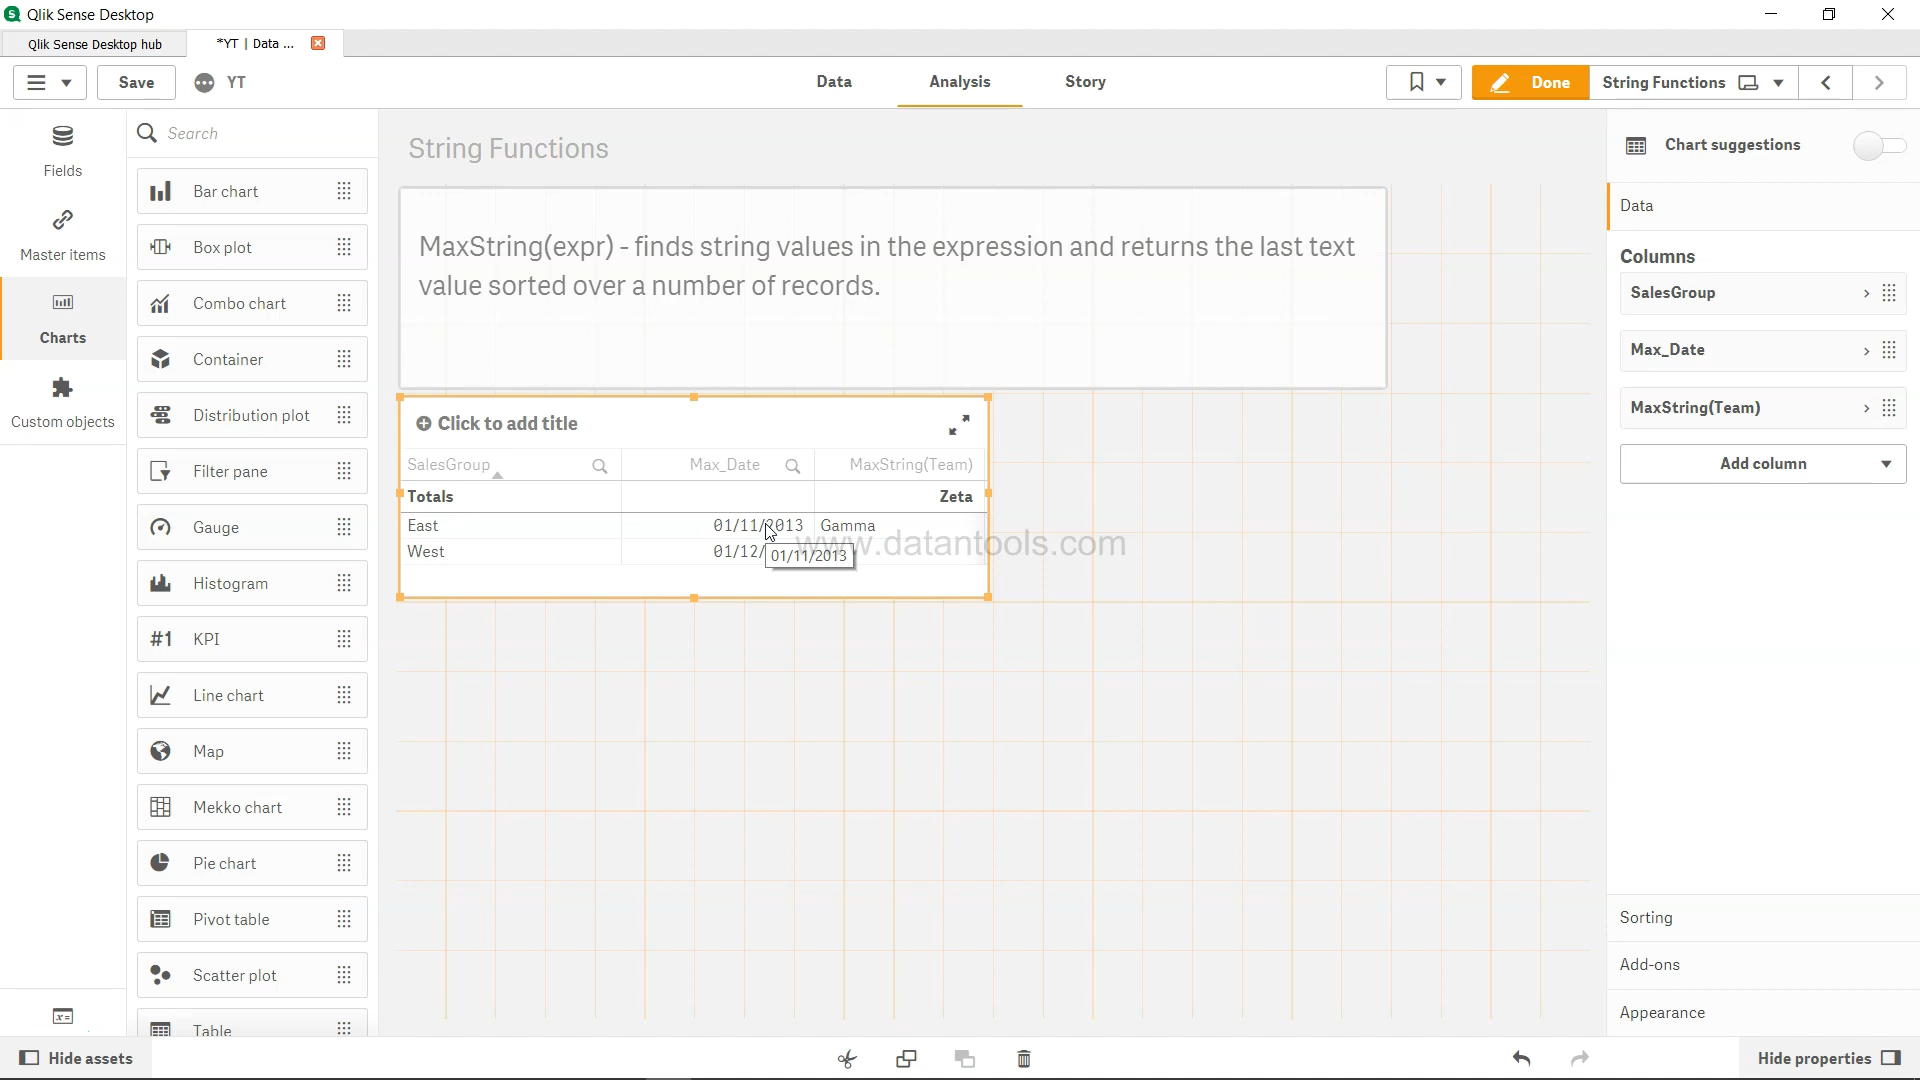 Qlik Sense Desktop
Qlik Sense Desktop hub
*YT | Data ...
Save
YT
Data
Analysis
Story
Done
String Functions
Fields
Master items
Charts
Custom objects
Search
Bar chart
Box plot
Combo chart
Container
Distribution plot
Filter pane
Gauge
Histogram
#1 KPI
Line chart
Map
Mekko chart
Pie chart
Pivot table
Scatter plot
Table
String Functions
MaxString(expr) - finds string values in the expression and returns the last text
value sorted over a number of records.
Click to add title
SalesGroup Max_Date MaxString(Team)
Totals Zeta
East 01/11/2013 Gamma
West 01/12/
01/11/2013
www.datantools.com
Chart suggestions
Data
Columns
SalesGroup
Max_Date
MaxString(Team)
Add column
Sorting
Add-ons
Appearance
Hide assets
Hide properties